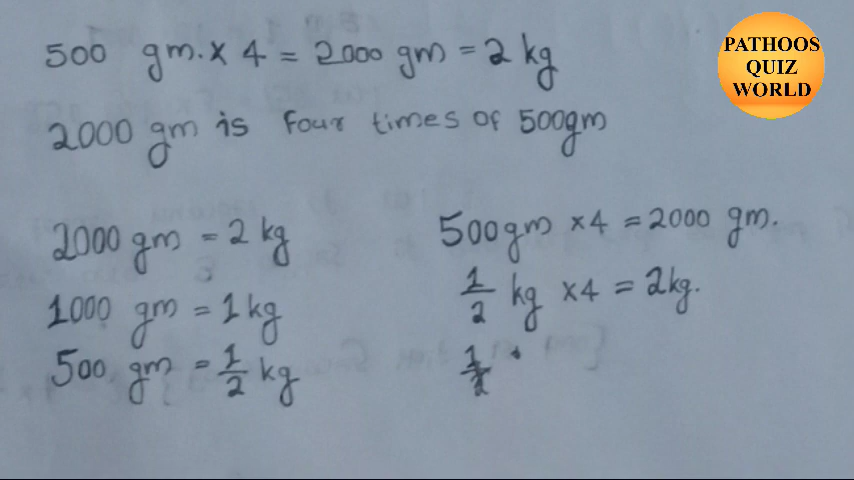 500 gm. x 4 = 2000 gm = 2 kg
2000 gm is Four times of 500gm
2000 gm = 2 kg
1000 gm = 1 kg
500 gm = 1/2 kg
500gm x4 = 2000 gm.
1/2 kg x4 = 2kg.
1/2
PATHOOS
QUIZ
WORLD